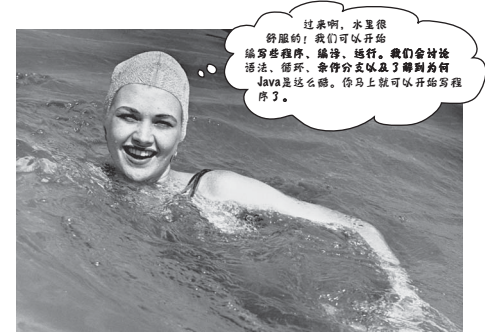 过来啊，水里很
舒服的！我们可以开始
编写些程序、编译、运行。我们会讨论
语法、循环、条件分支以及了解到为何
Java是这么酷。你马上就可以开始写程
序了。